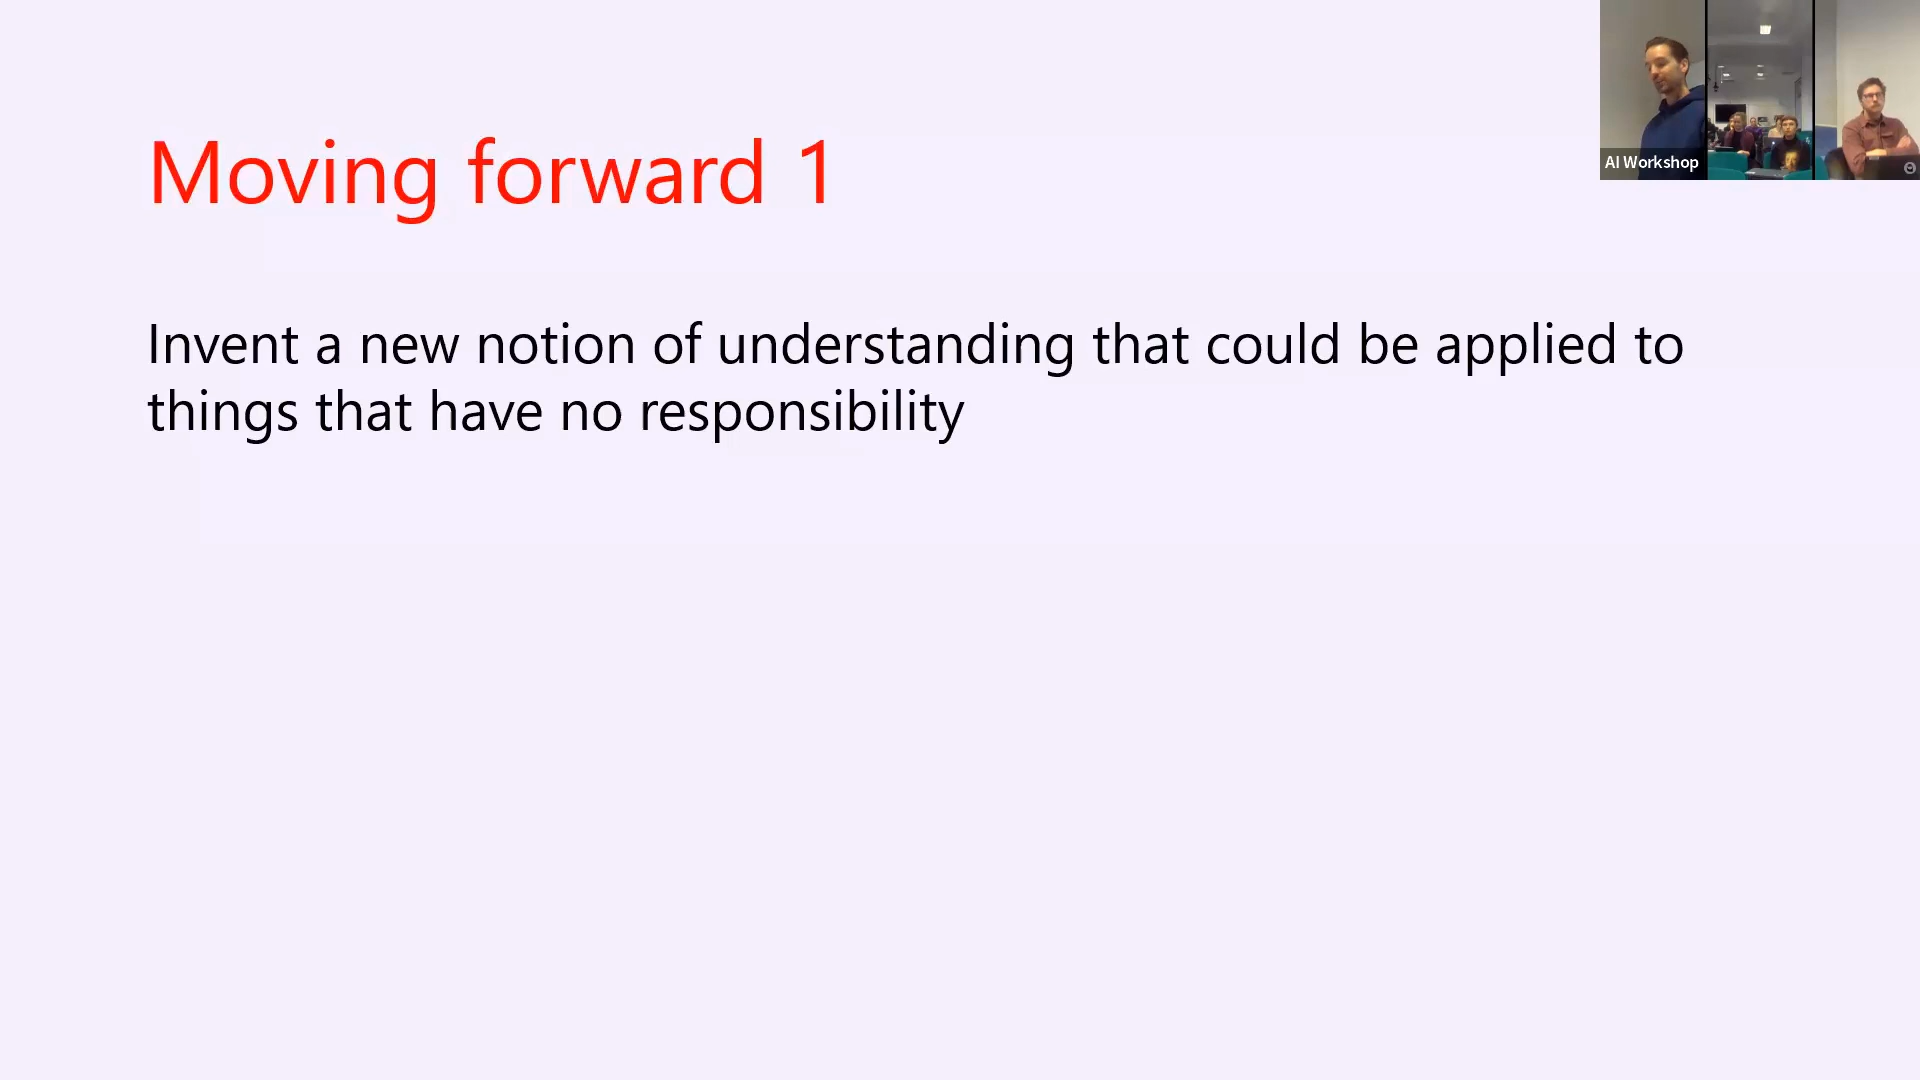 Moving forward 1
Invent a new notion of understanding that could be applied to
things that have no responsibility
AI Workshop